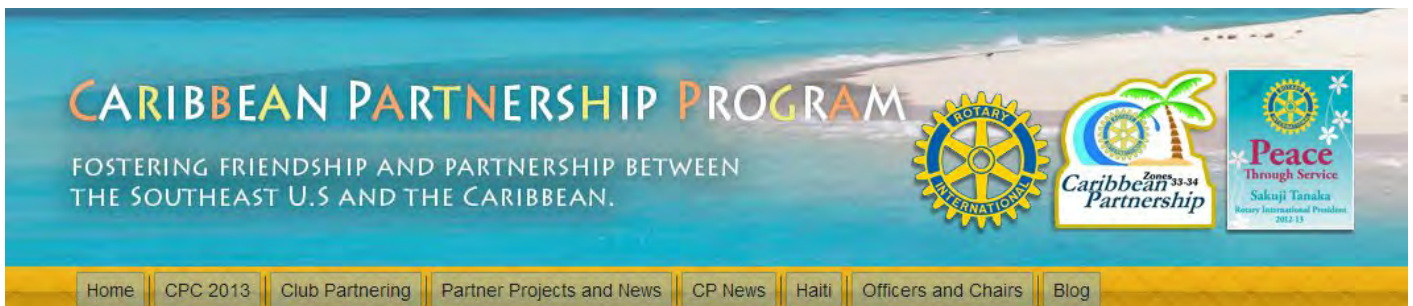 CARIBBEAN PARTNERSHIP PROGRAM
FOSTERING FRIENDSHIP AND PARTNERSHIP BETWEEN
THE SOUTHEAST U.S AND THE CARIBBEAN.
ROTARY
INTERNATIONAL
Zones 33-34
Caribbean
Partnership
Peace
Through Service
Sakuji Tanaka
Rotary International President
2012-13
Home CPC 2013 Club Partnering Partner Projects and News CP News Haiti Officers and Chairs Blog